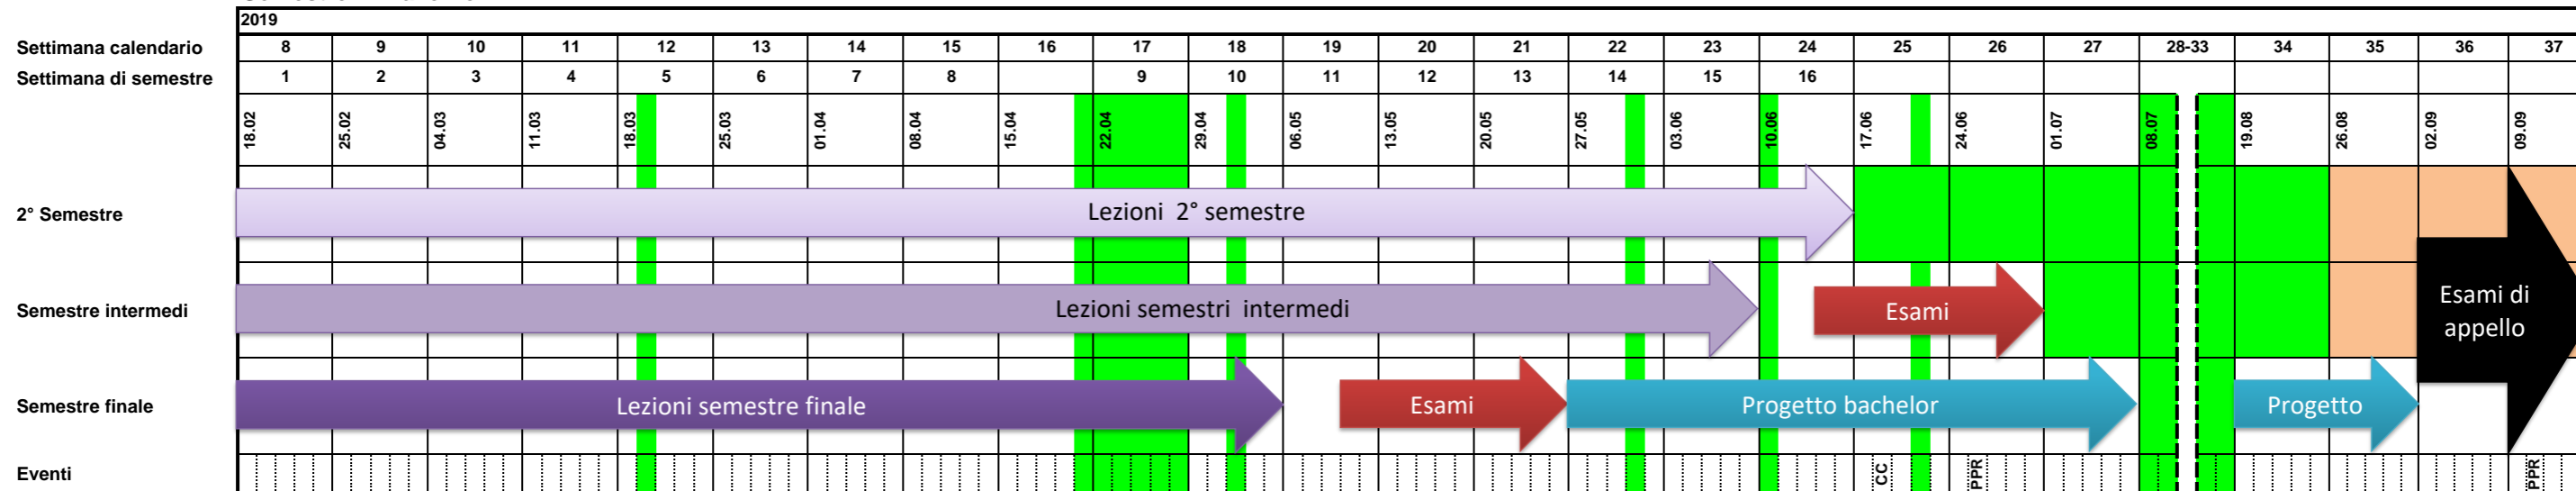 2019
Settimana calendario 8 9 10 11 12 13 14 15 16 17 18 19 20 21 22 23 24 25 26 27 28-33 34 35 36 37
Settimana di semestre 1 2 3 4 5 6 7 8 9 10 11 12 13 14 15 16
18.02 25.02 04.03 11.03 18.03 25.03 01.04 08.04 15.04 22.04 29.04 06.05 13.05 20.05 27.05 03.06 10.06 17.06 24.06 01.07 08.07 19.08 26.08 02.09 09.09
2° Semestre Lezioni 2° semestre
Semestre intermedi Lezioni semestri intermedi Esami
Esami di
appello
Semestre finale Lezioni semestre finale Esami Progetto bachelor Progetto
Eventi CC PPR PPR